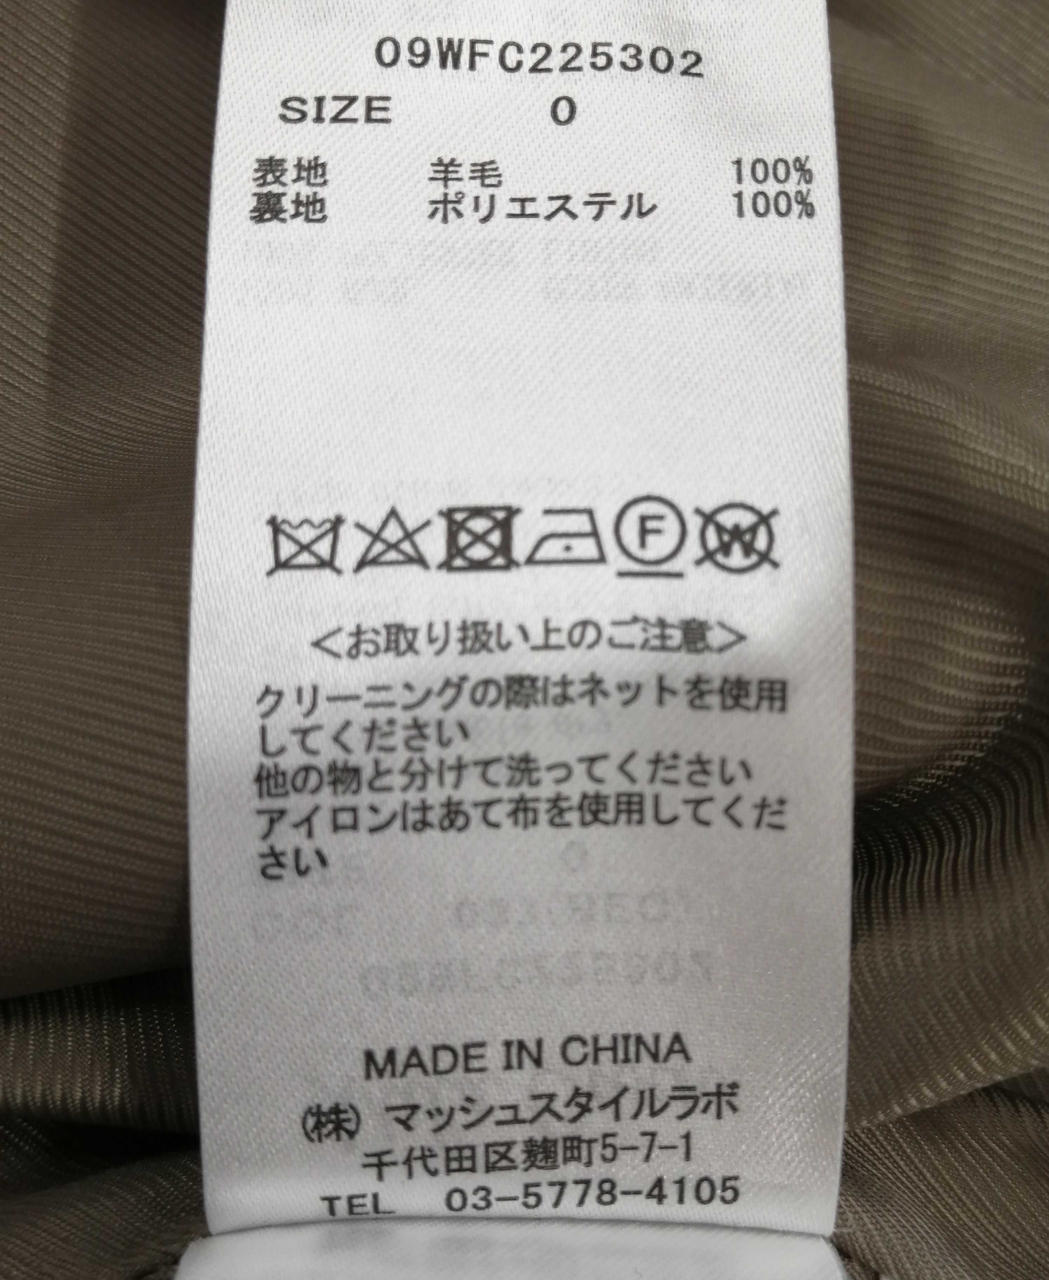 09WFC225302
SIZE 0
表地 羊毛 100%
裏地 ポリエステル 100%
F W
＜お取り扱い上のご注意＞
クリーニングの際はネットを使用
してください
他の物と分けて洗ってください
アイロンはあて布を使用してくだ
さい
MADE IN CHINA
(株) マッシュスタイルラボ
千代田区麹町5-7-1
TEL 03-5778-4105